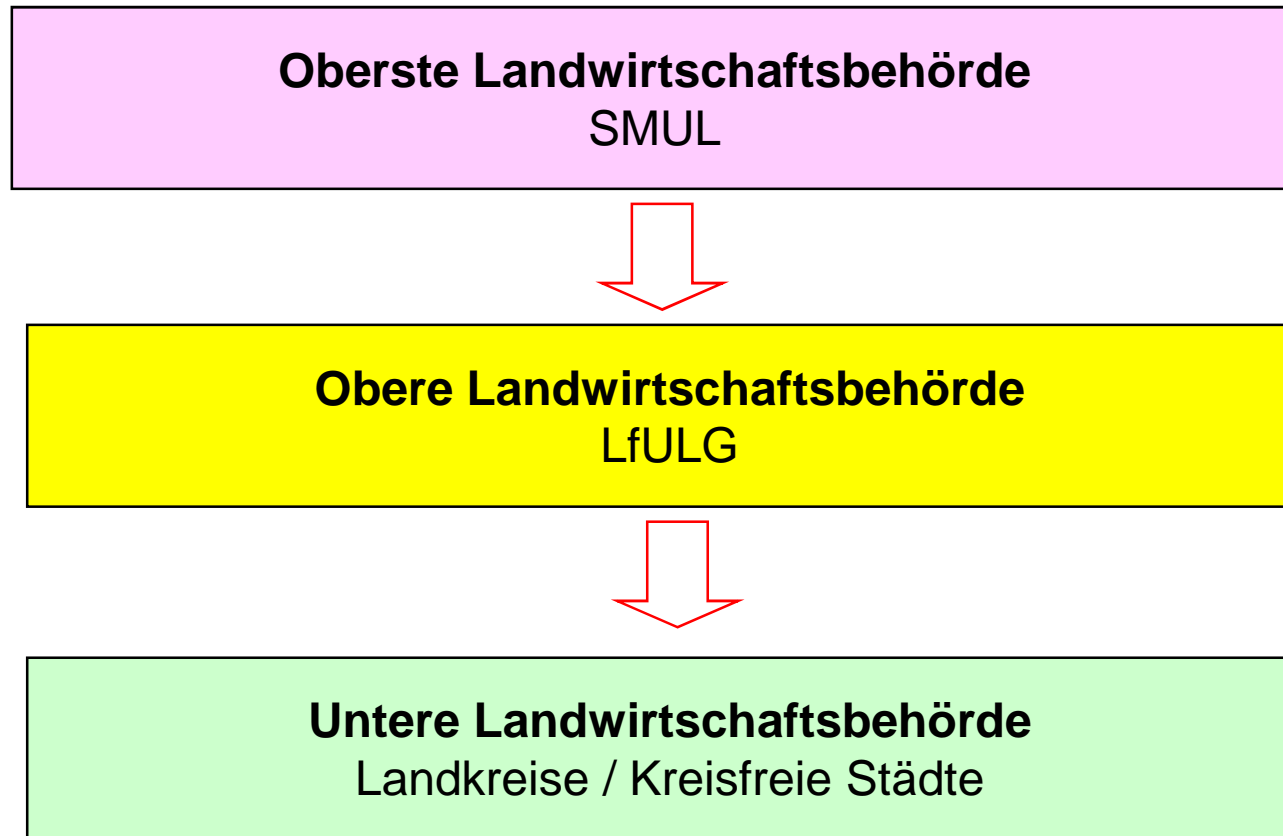 Oberste Landwirtschaftsbehörde
SMUL
Obere Landwirtschaftsbehörde
LfULG
Untere Landwirtschaftsbehörde
Landkreise / Kreisfreie Städte